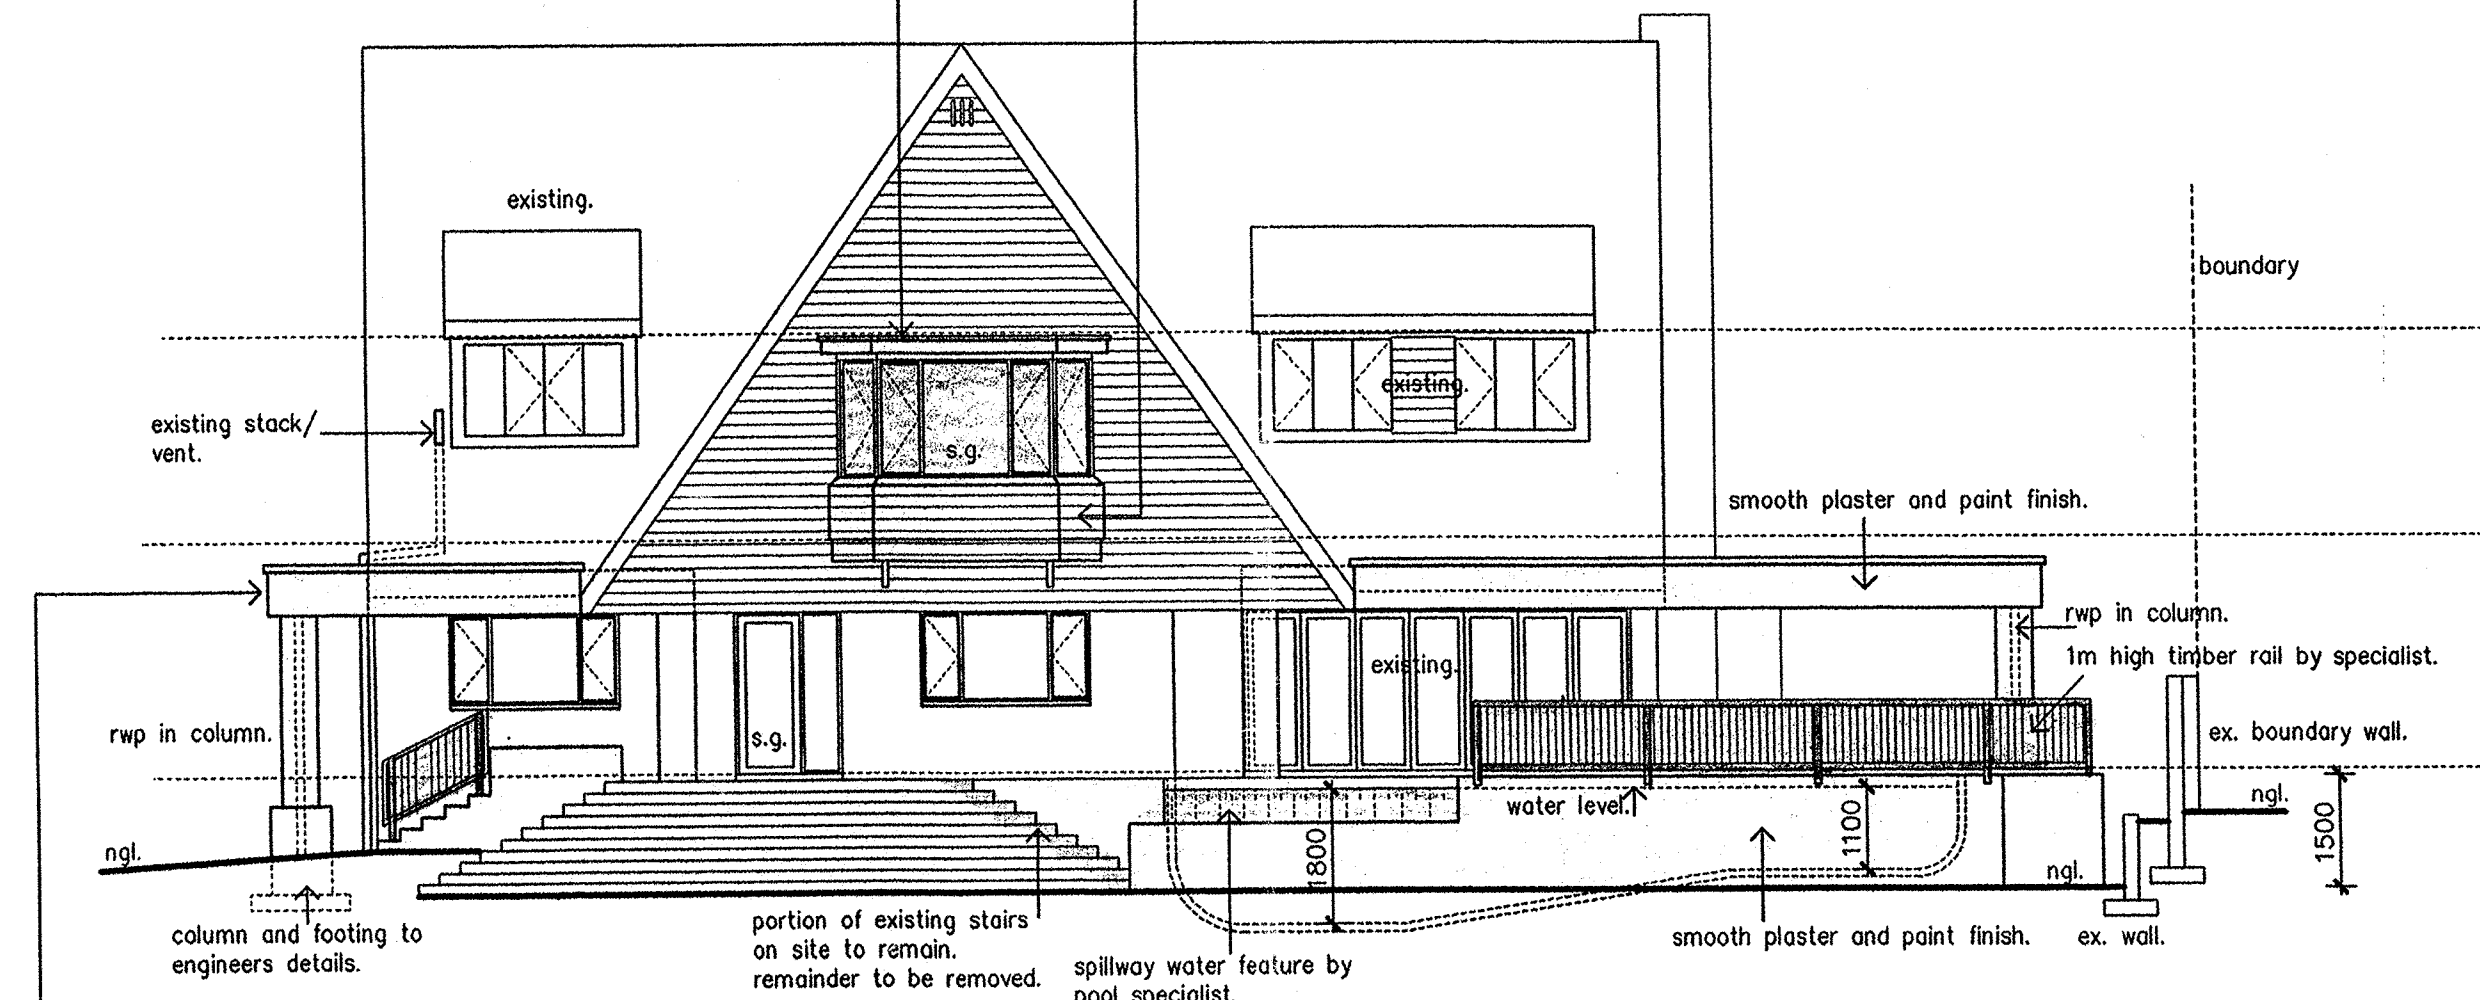 existing.
boundary
existing.
existing stack/
vent.
s.g.
smooth plaster and paint finish.
rwp in column.
1m high timber rail by specialist.
existing.
rwp in column.
s.g.
ex. boundary wall.
ngl.
water level.
1100
1800
1500
ngl.
ngl.
column and footing to
engineers details.
portion of existing stairs
on site to remain.
remainder to be removed.
smooth plaster and paint finish.
ex. wall.
spillway water feature by
pool specialist.